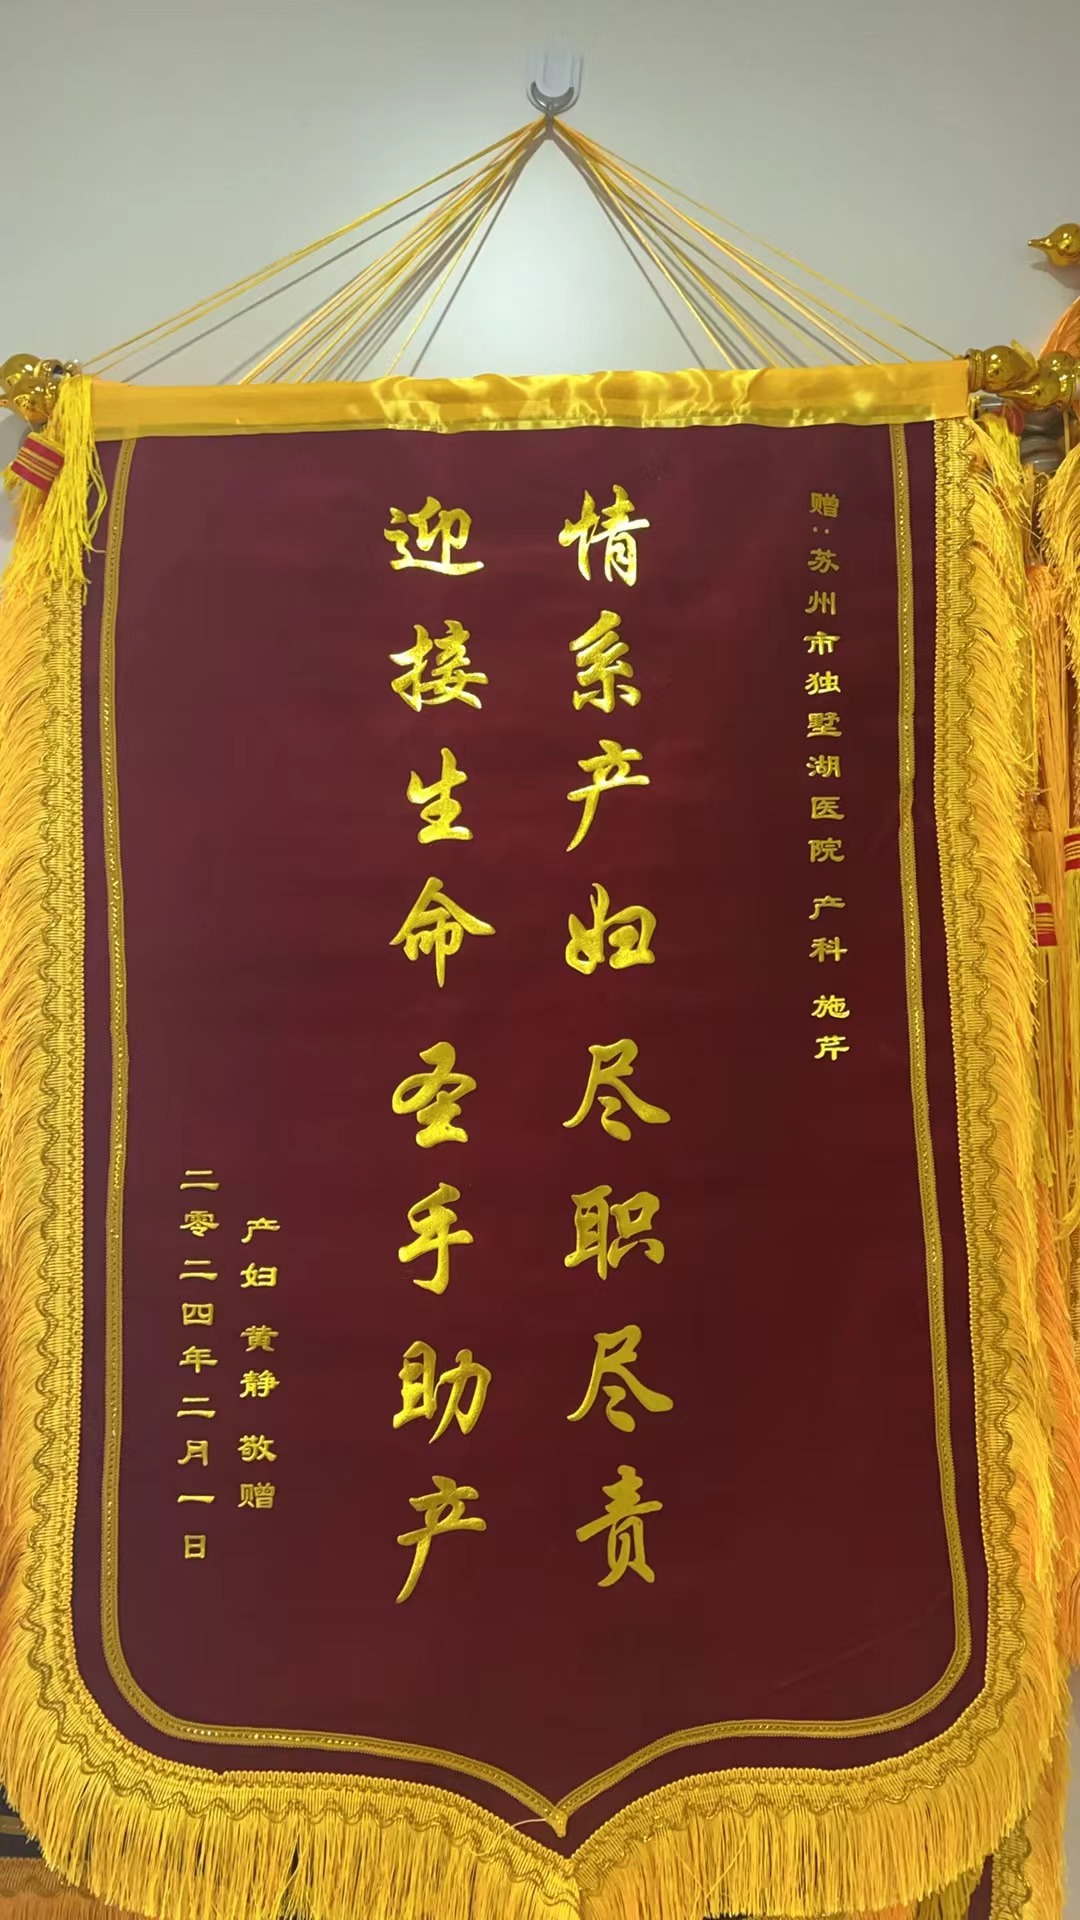 赠:苏州市独墅湖医院 产科 施芹
情系产妇尽职尽责
迎接生命圣手助产
产妇 黄静 敬赠
二零二四年二月一日